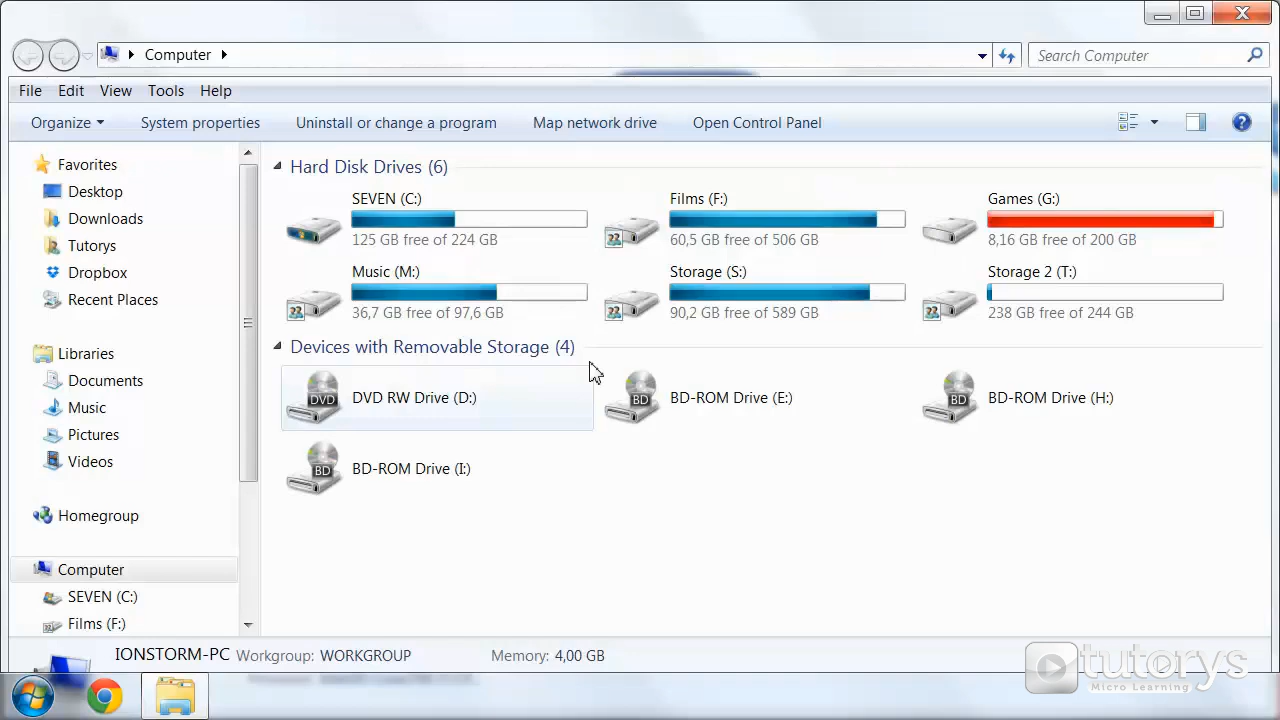 Computer
Search Computer
File Edit View Tools Help
Organize System properties Uninstall or change a program Map network drive Open Control Panel
Favorites
Desktop
Downloads
Tutorys
Dropbox
Recent Places
Libraries
Documents
Music
Pictures
Videos
Homegroup
Computer
SEVEN (C:)
Films (F:)
Hard Disk Drives (6)
SEVEN (C:)
125 GB free of 224 GB
Films (F:)
60,5 GB free of 506 GB
Games (G:)
8,16 GB free of 200 GB
Music (M:)
36,7 GB free of 97,6 GB
Storage (S:)
90,2 GB free of 589 GB
Storage 2 (T:)
238 GB free of 244 GB
Devices with Removable Storage (4)
DVD
DVD RW Drive (D:)
BD
BD-ROM Drive (E:)
BD
BD-ROM Drive (H:)
BD
BD-ROM Drive (I:)
IONSTORM-PC Workgroup: WORKGROUP Memory: 4,00 GB
tutorys
Micro Learning